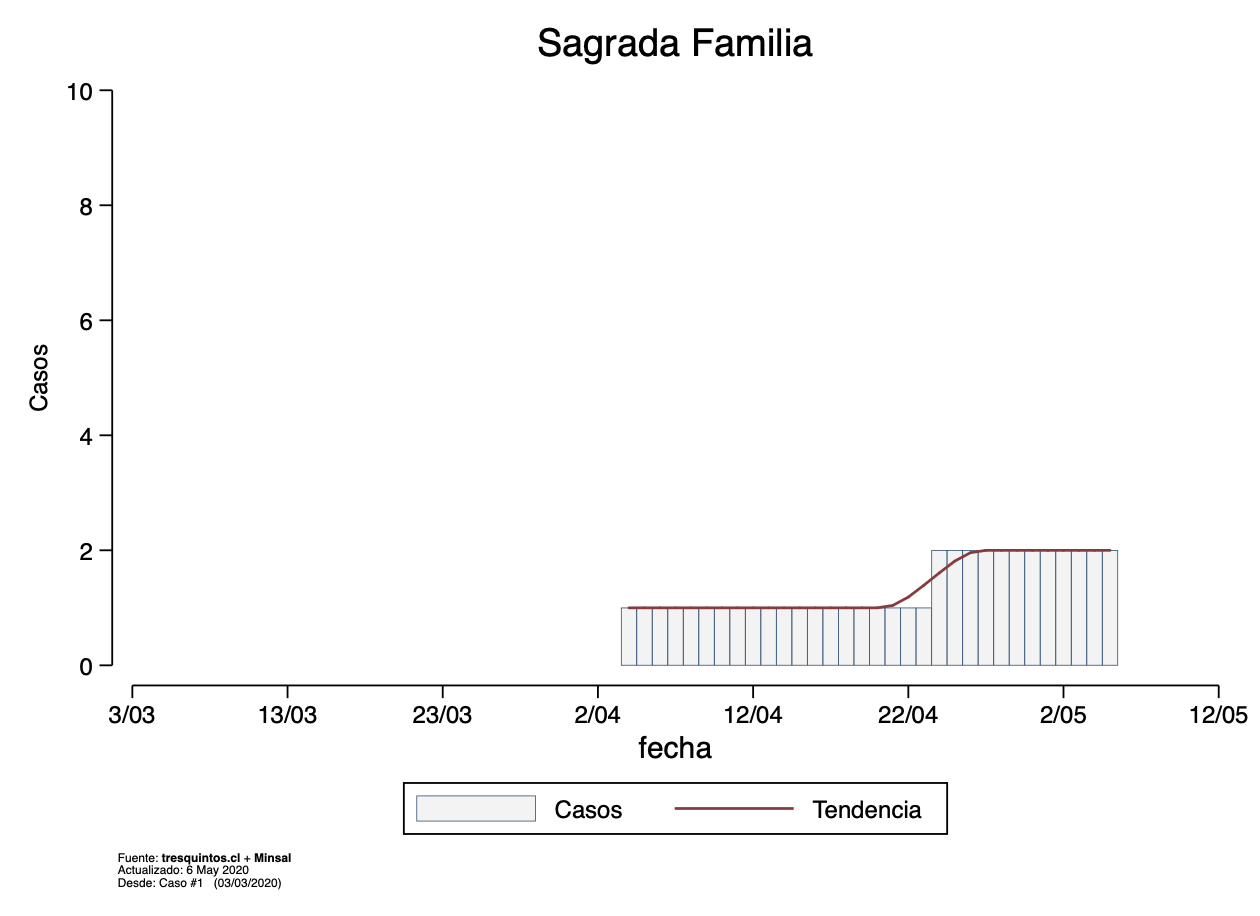 Sagrada Familia
10
8
6
4
2
0
Casos
3/03 13/03 23/03 2/04 12/04 22/04 2/05 12/05
fecha
Casos Tendencia
Fuente: tresquintos.cl + Minsal
Actualizado: 6 May 2020
Desde: Caso #1 (03/03/2020)